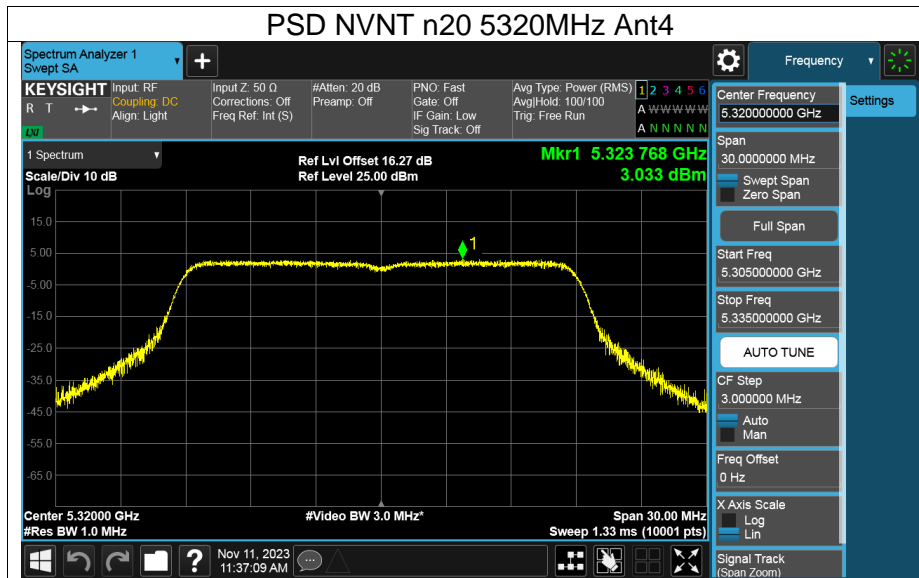 PSD NVNT n20 5320MHz Ant4
Spectrum Analyzer 1
Swept SA
+
Frequency
KEYSIGHT
R T
LXI
Input: RF
Coupling: DC
Align: Light
Input Z: 50 Ω
Corrections: Off
Freq Ref: Int (S)
#Atten: 20 dB
Preamp: Off
PNO: Fast
Gate: Off
IF Gain: Low
Sig Track: Off
Avg Type: Power (RMS)
Avg|Hold: 100/100
Trig: Free Run
1 2 3 4 5 6
A W W W W W
A N N N N N
Settings
1 Spectrum
Scale/Div 10 dB
Ref Lvl Offset 16.27 dB
Ref Level 25.00 dBm
Mkr1 5.323 768 GHz
3.033 dBm
Log
15.0
5.00
-5.00
-15.0
-25.0
-35.0
-45.0
-55.0
-65.0
1
Center 5.32000 GHz
#Res BW 1.0 MHz
#Video BW 3.0 MHz*
Span 30.00 MHz
Sweep 1.33 ms (10001 pts)
Center Frequency
5.320000000 GHz
Span
30.0000000 MHz
Swept Span
Zero Span
Full Span
Start Freq
5.305000000 GHz
Stop Freq
5.335000000 GHz
AUTO TUNE
CF Step
3.000000 MHz
Auto
Man
Freq Offset
0 Hz
X Axis Scale
Log
Lin
Signal Track
(Span Zoom)
?
Nov 11, 2023
11:37:09 AM